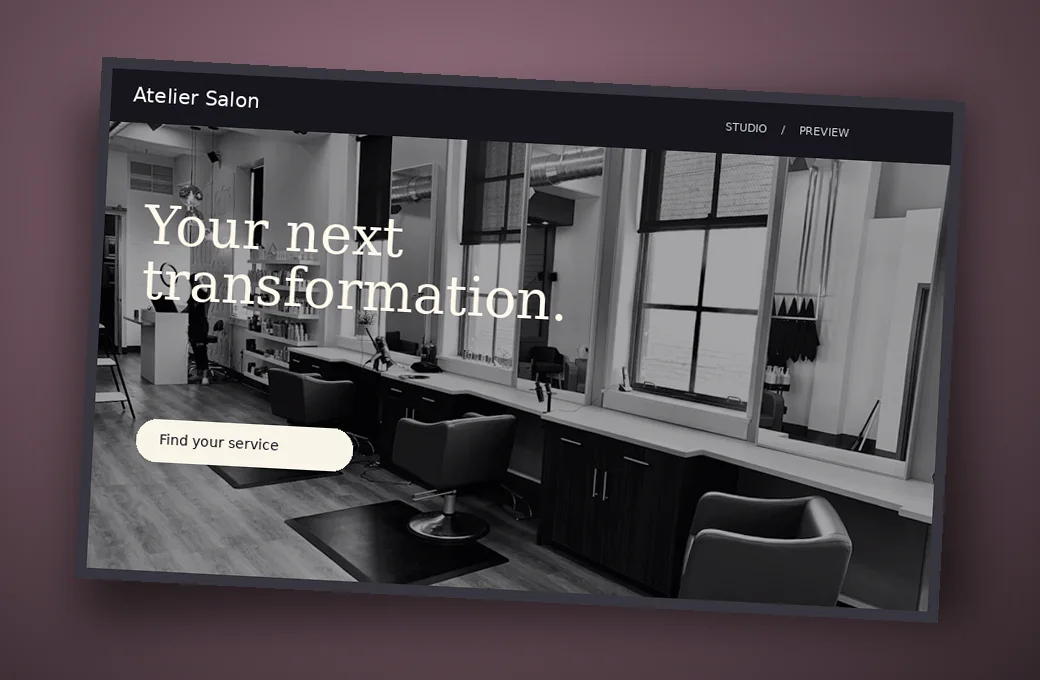 Atelier Salon
STUDIO / PREVIEW
Your next
transformation.
Find your service